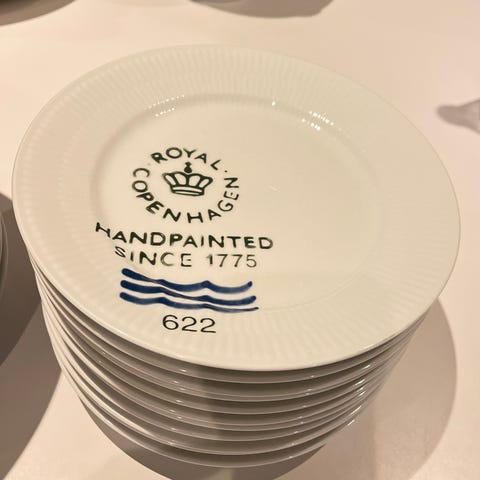 ROYAL
COPENHAGEN
HANDPAINTED
SINCE 1775
622